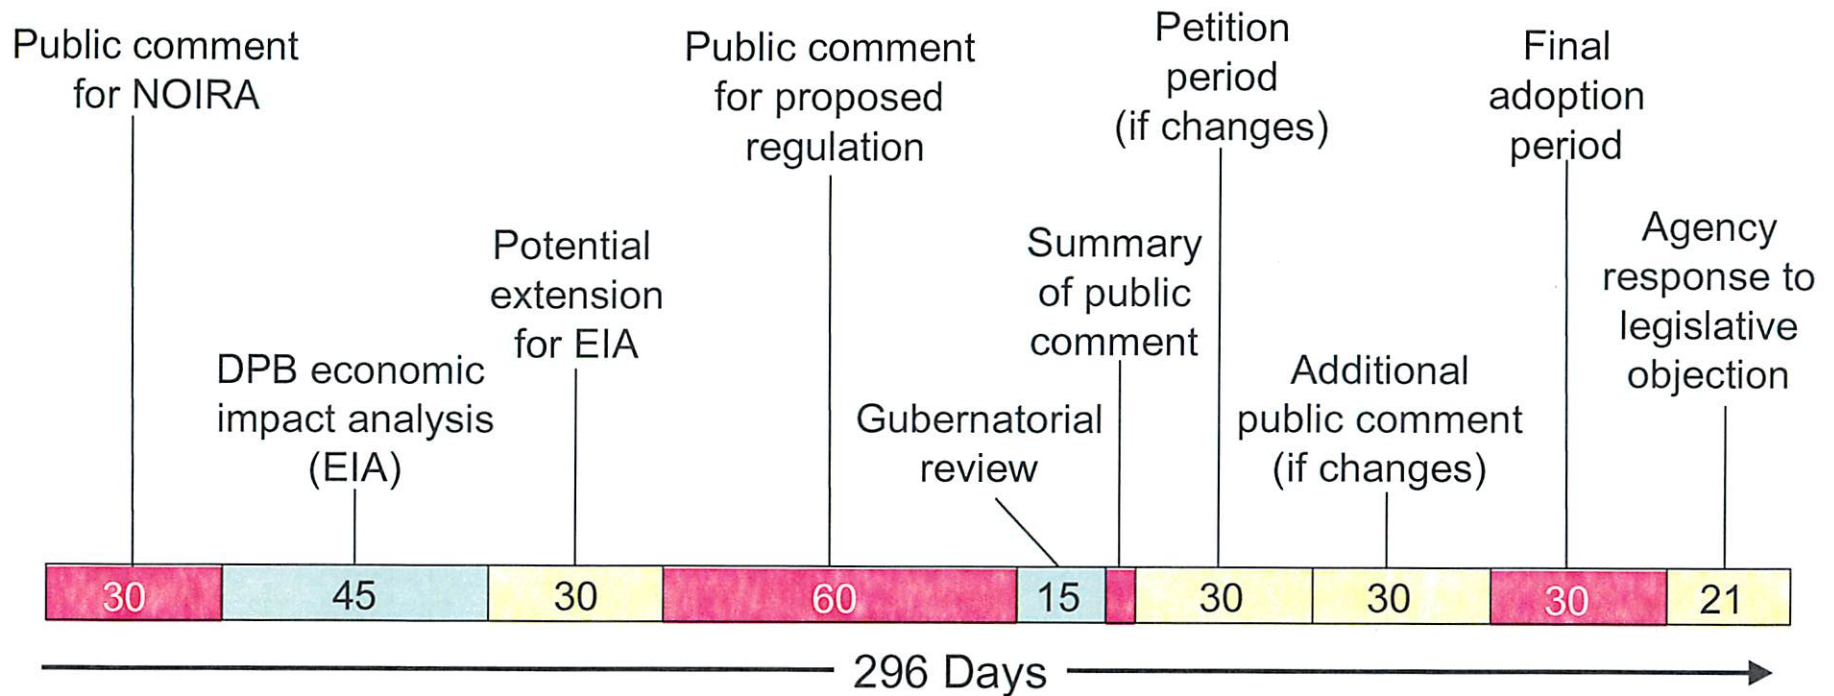 Public comment
for NOIRA
DPB economic
impact analysis
(EIA)
Potential
extension
for EIA
Public comment
for proposed
regulation
Gubernatorial
review
Summary
of public
comment
Petition
period
(if changes)
Additional
public comment
(if changes)
Final
adoption
period
Agency
response to
legislative
objection
30
45
30
60
15
30
30
30
21
296 Days